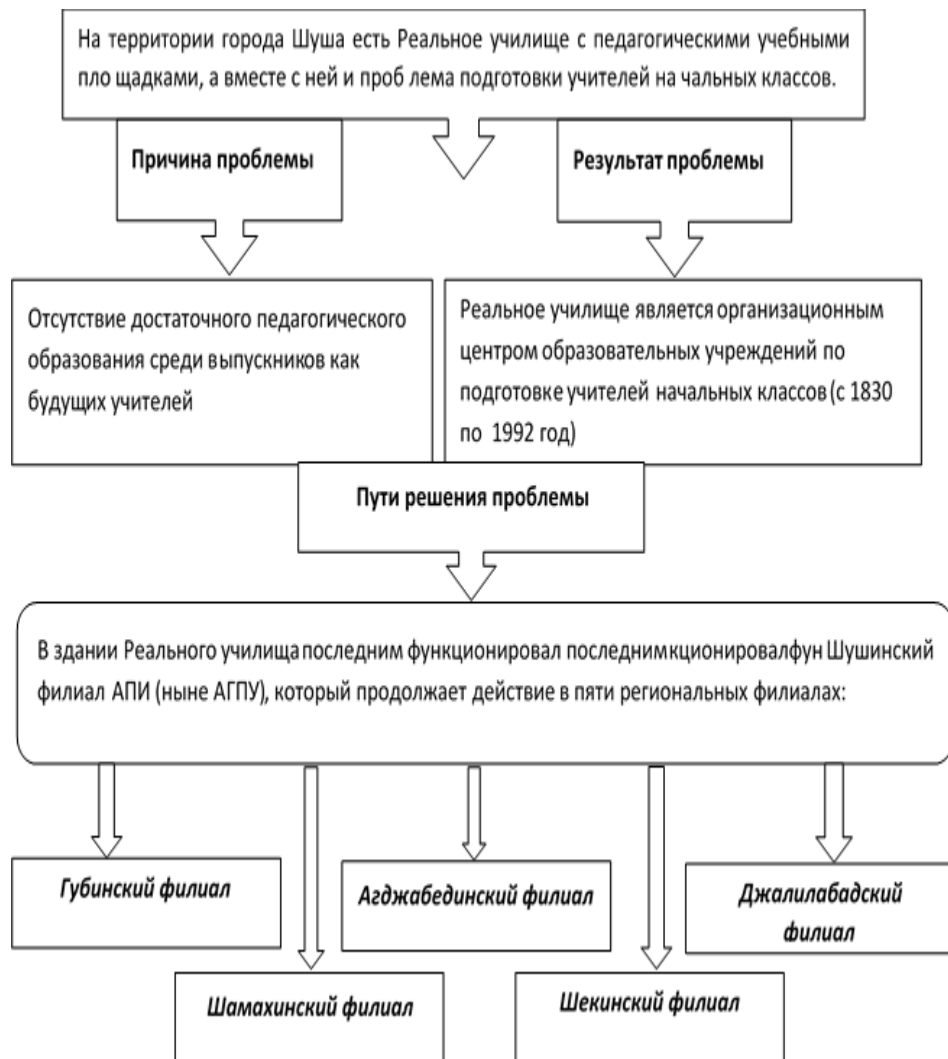 На территории города Шуша есть Реальное училище с педагогическими учебными
пло щадками, а вместе с ней и проб лема подготовки учителей на чальных классов.
Причина проблемы
Результат проблемы
Отсутствие достаточного педагогического
образования среди выпускников как
будущих учителей
Реальное училище является организационным
центром образовательных учреждений по
подготовке учителей начальных классов (с 1830
по 1992 год)
Пути решения проблемы
В здании Реального училища последним функционировал последнимкционировалфун Шушинский
филиал АПИ (ныне АГПУ), который продолжает действие в пяти региональных филиалах:
Губинский филиал
Агджабединский филиал
Джалилабадский
филиал
Шамахинский филиал
Шекинский филиал